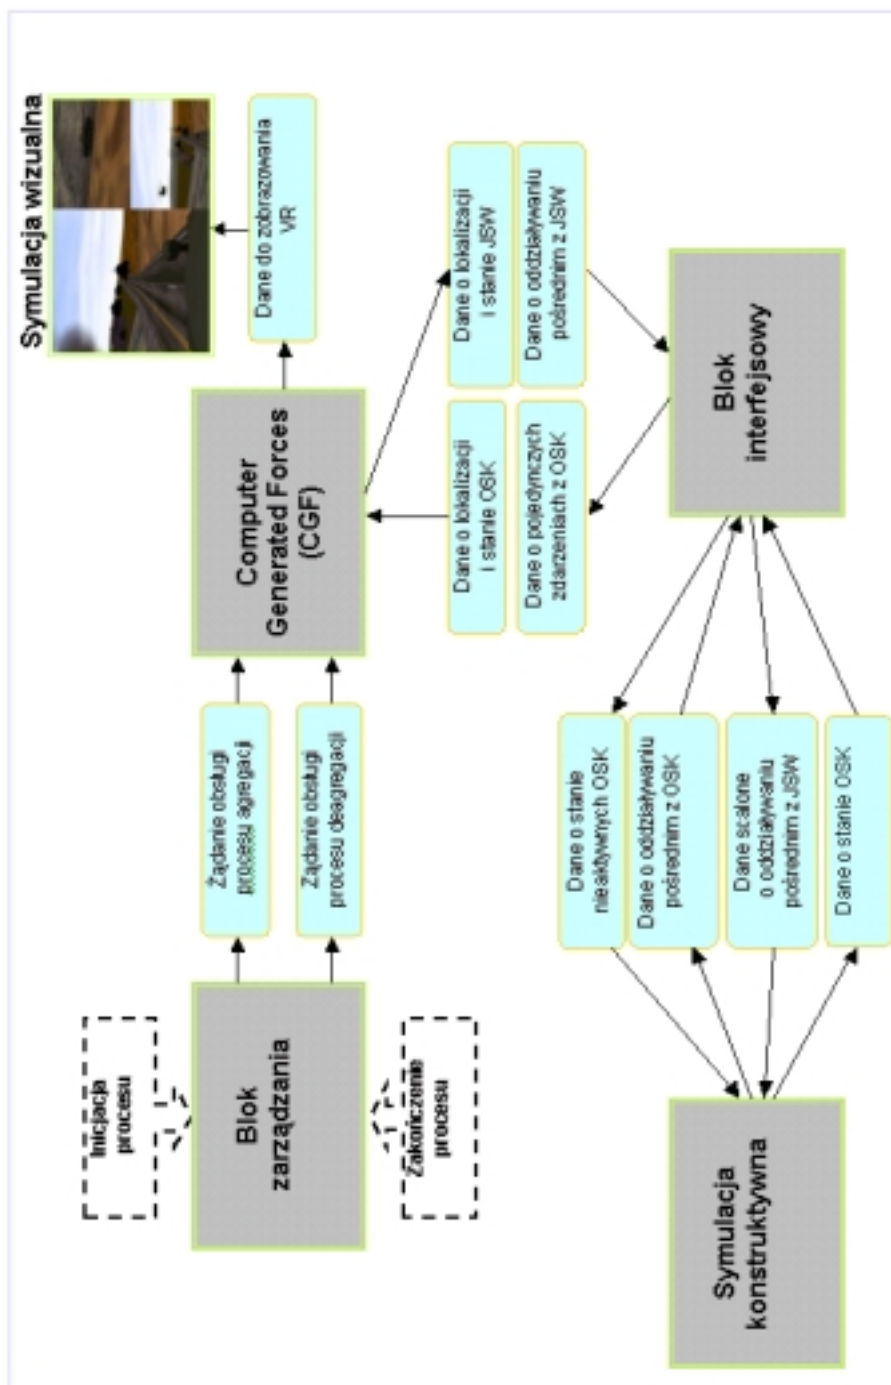 Inicjacja
procesu
Blok
zarządzania
Zakończenie
procesu
Żądanie obsługi
procesu agregacji
Żądanie obsługi
procesu deagregacji
Computer
Generated Forces
(CGF)
Symulacja wizualna
Dane do zobrazowania
VR
Dane o lokalizacji
i stanie OSK
Dane o pojedynczych
zdarzeniach z OSK
Dane o lokalizacji
i stanie JSW
Dane o oddziaływaniu
pośrednim z JSW
Symulacja
konstruktywna
Dane o stanie
nieaktywnych OSK
Dane o oddziaływaniu
pośrednim z OSK
Dane scalone
o oddziaływaniu
pośrednim z JSW
Dane o stanie OSK
Blok
interfejsowy